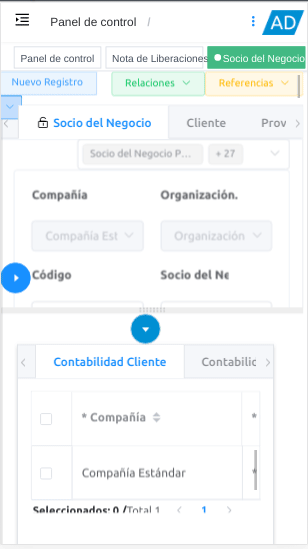 Panel de control /
AD
Panel de control Nota de Liberaciones Socio del Negocio
Nuevo Registro Relaciones Referencias
Socio del Negocio Cliente Prov
Socio del Negocio P... + 27
Compañía Organización.
Compañía Est Organización
Código Socio del Ne
Contabilidad Cliente Contabilic
* Compañía *
Compañía Estándar *
Seleccionados: 0 /Total 1 1